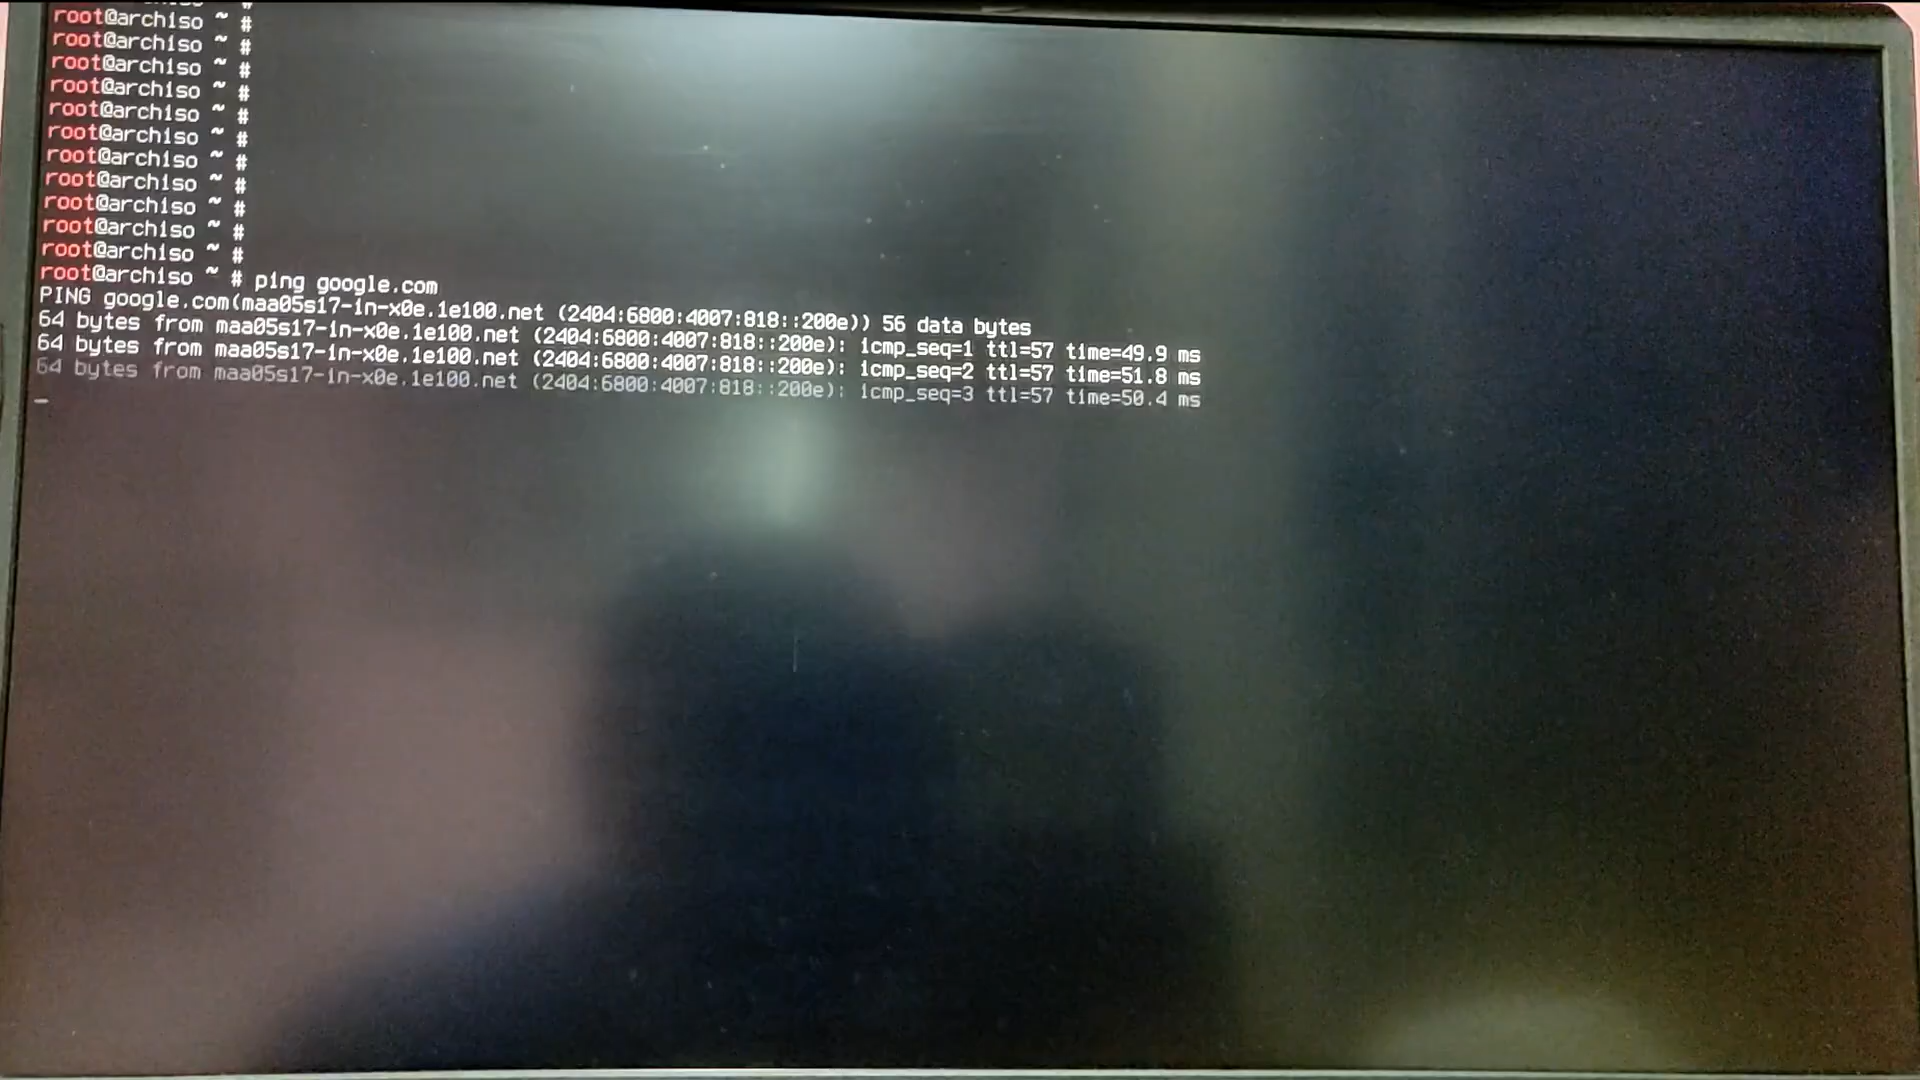 root@archiso ~ #
root@archiso ~ #
root@archiso ~ #
root@archiso ~ #
root@archiso ~ #
root@archiso ~ #
root@archiso ~ #
root@archiso ~ #
root@archiso ~ #
root@archiso ~ #
root@archiso ~ #
root@archiso ~ # ping google.com
PING google.com(maa05s17-in-x0e.1e100.net (2404:6800:4007:818::200e)) 56 data bytes
64 bytes from maa05s17-in-x0e.1e100.net (2404:6800:4007:818::200e): icmp_seq=1 ttl=57 time=49.9 ms
64 bytes from maa05s17-in-x0e.1e100.net (2404:6800:4007:818::200e): icmp_seq=2 ttl=57 time=51.8 ms
64 bytes from maa05s17-in-x0e.1e100.net (2404:6800:4007:818::200e): icmp_seq=3 ttl=57 time=50.4 ms